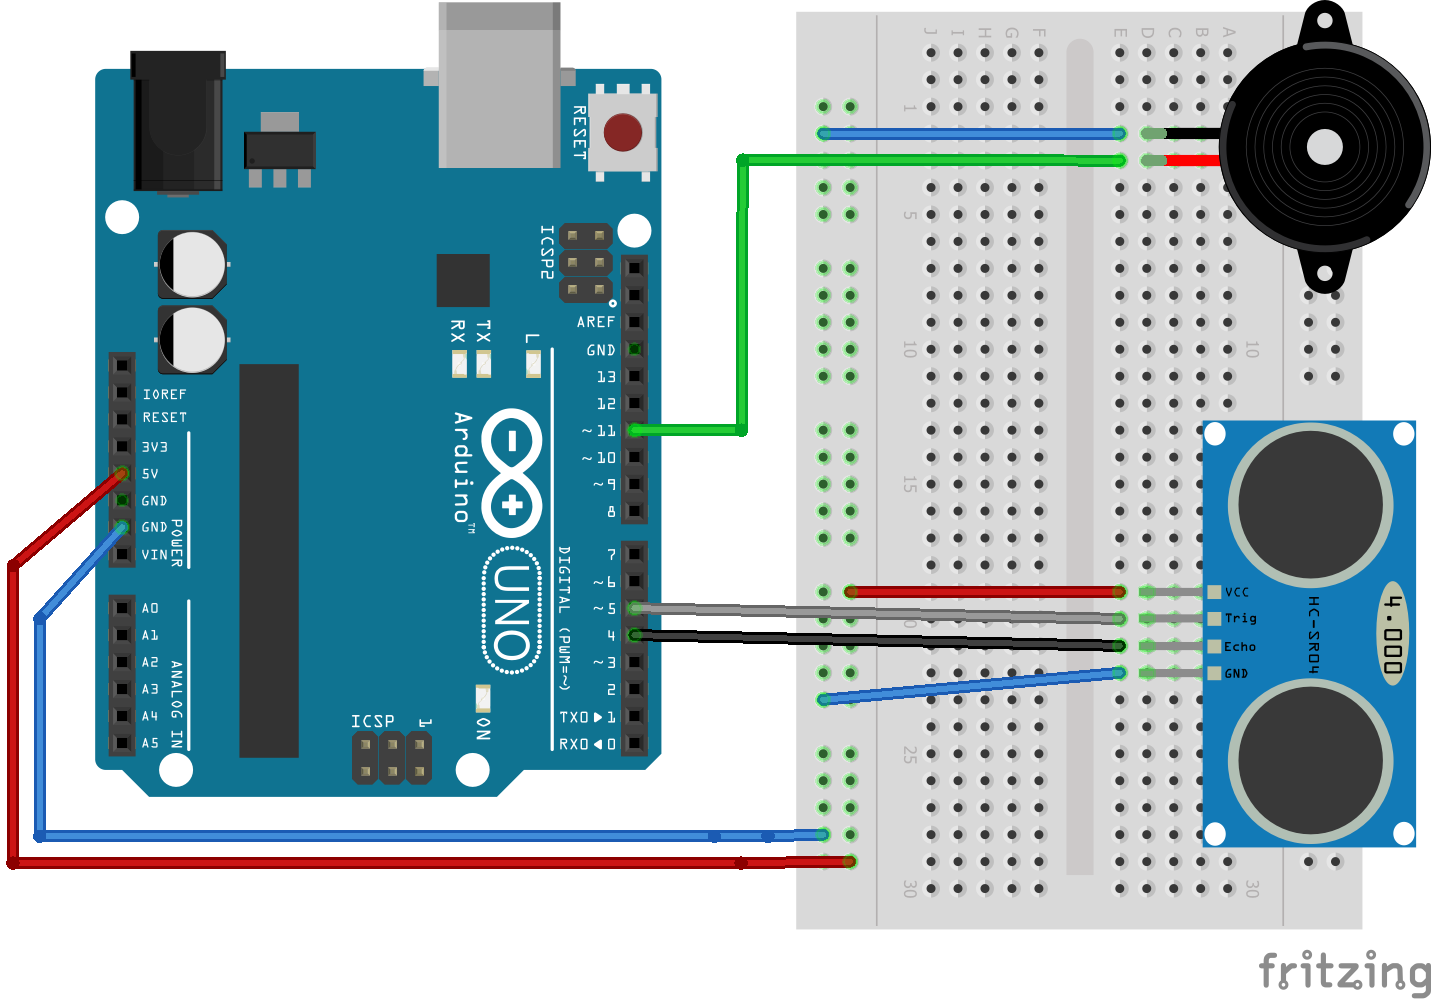 J I H G F E D C B A
1
5
10
15
0
25
30
10
30
RESET
ICSP2
RX TX L
AREF
GND
13
12
~11
~10
~9
8
7
~6
~5
4
~3
2
TX0▶1
RX0◀0
DIGITAL (PWM=~)
IOREF
RESET
3V3
5V
GND
GND
VIN
POWER
A0
A1
A2
A3
A4
A5
ANALOG IN
Arduino™
UNO
ICSP 1
ON
VCC
Trig
Echo
GND
HC-SR04
4.000
fritzing